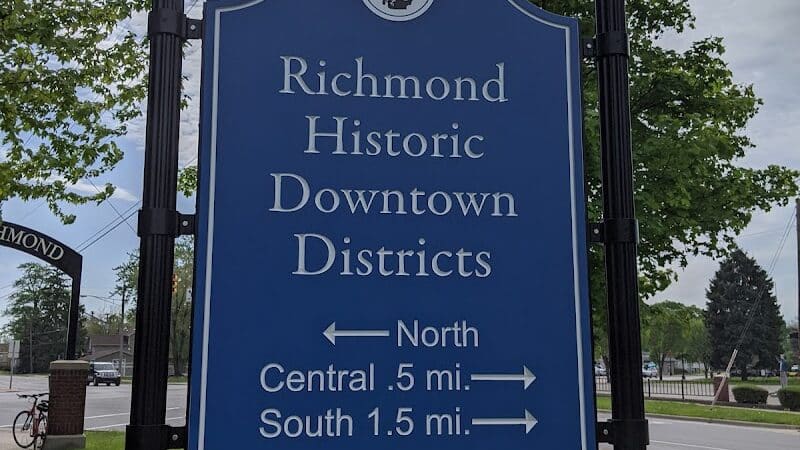 Richmond
Historic
Downtown
Districts
← North
Central .5 mi. →
South 1.5 mi. →